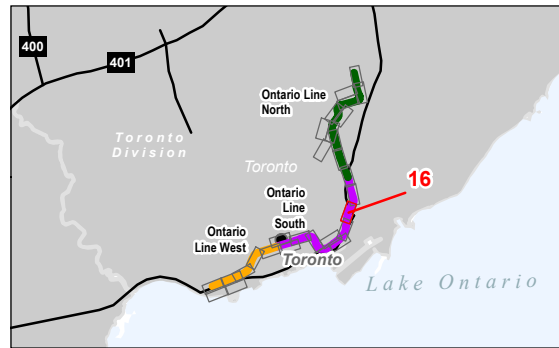 400
401
Ontario Line
North
Toronto
Division
Toronto
16
Ontario
Line
South
Ontario
Line West
Toronto
Lake Ontario